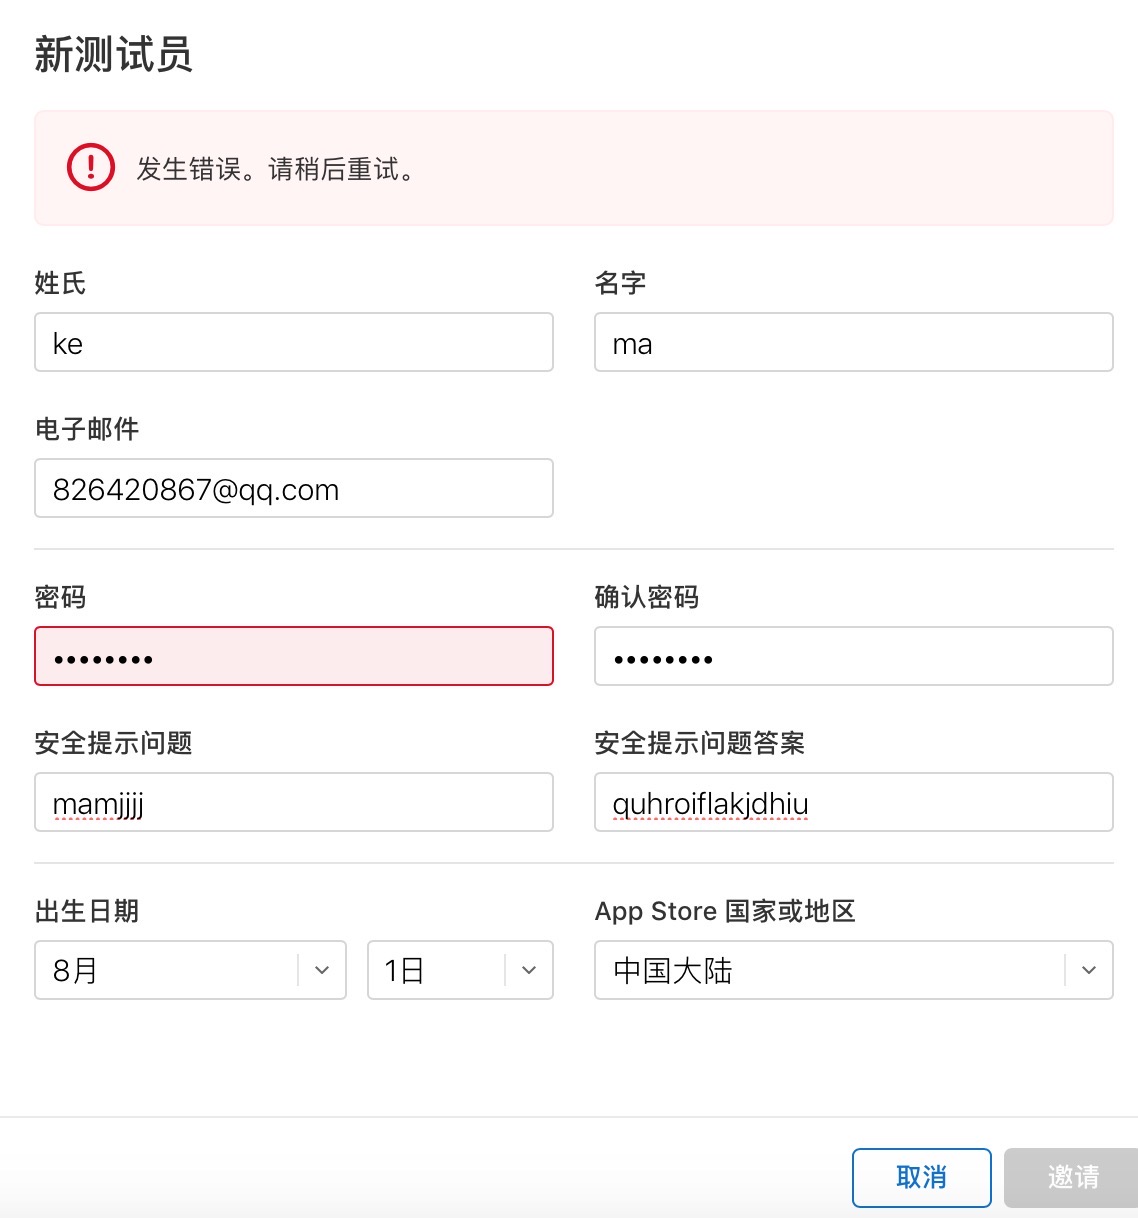 新测试员
发生错误。请稍后重试。
姓氏 名字
ke ma
电子邮件
826420867@qq.com
密码 确认密码
•••••••• ••••••••
安全提示问题 安全提示问题答案
mamjjjj quhroiflakjdhiu
出生日期 App Store 国家或地区
8月 1日 中国大陆
取消 邀请